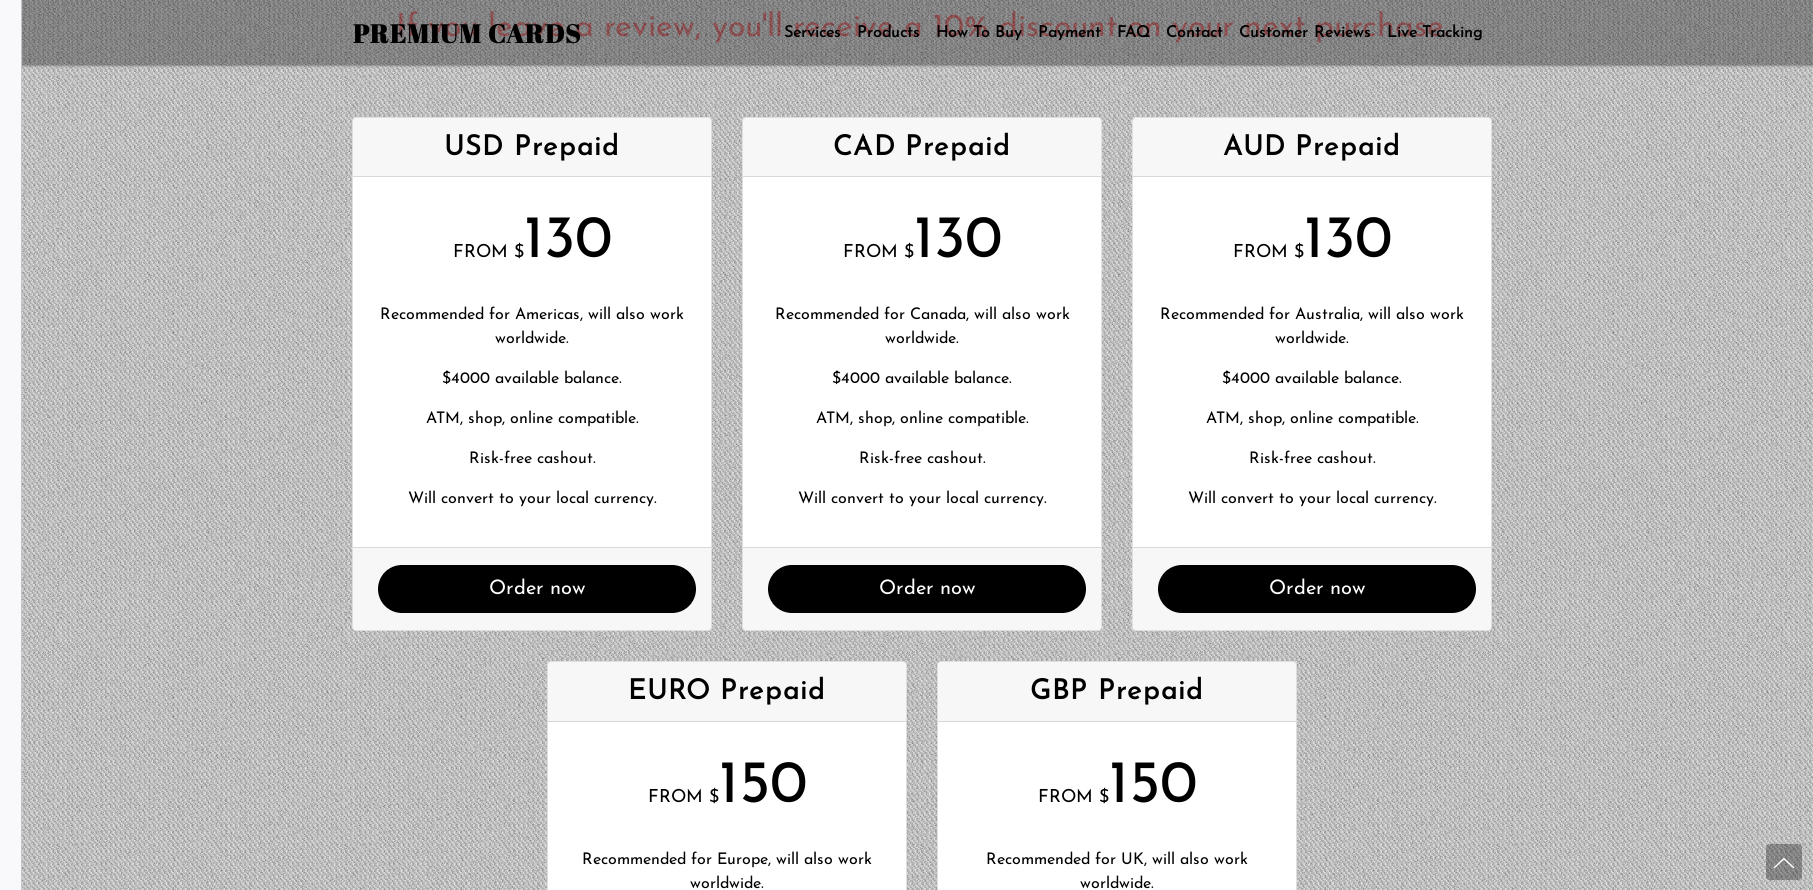 If you leave a review, you'll receive a 10% discount on your next purchase
PREMIUM CARDS
Services Products How To Buy Payment FAQ Contact Customer Reviews Live Tracking
USD Prepaid
FROM $130
Recommended for Americas, will also work
worldwide.
$4000 available balance.
ATM, shop, online compatible.
Risk-free cashout.
Will convert to your local currency.
Order now
CAD Prepaid
FROM $130
Recommended for Canada, will also work
worldwide.
$4000 available balance.
ATM, shop, online compatible.
Risk-free cashout.
Will convert to your local currency.
Order now
AUD Prepaid
FROM $130
Recommended for Australia, will also work
worldwide.
$4000 available balance.
ATM, shop, online compatible.
Risk-free cashout.
Will convert to your local currency.
Order now
EURO Prepaid
FROM $150
Recommended for Europe, will also work
worldwide.
GBP Prepaid
FROM $150
Recommended for UK, will also work
worldwide.